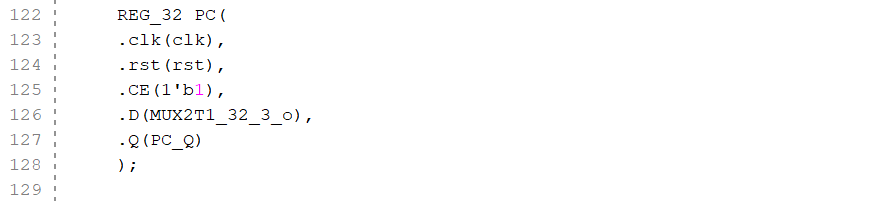 122 REG_32 PC(
123 .clk(clk),
124 .rst(rst),
125 .CE(1'b1),
126 .D(MUX2T1_32_3_o),
127 .Q(PC_Q)
128 );
129